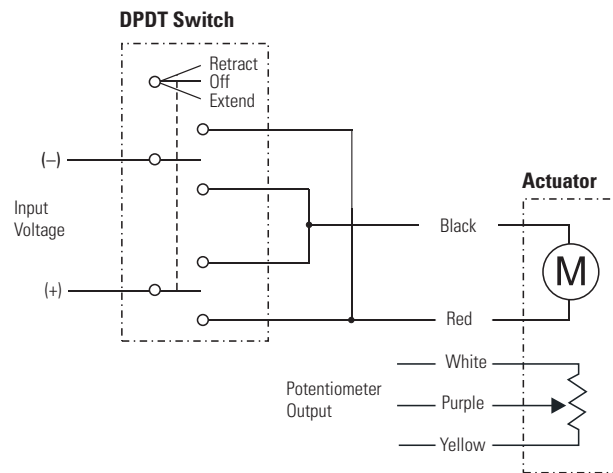 DPDT Switch
Retract
Off
Extend
(–)
Input
Voltage
(+)
Actuator
Black
M
Red
White
Potentiometer
Output
Purple
Yellow